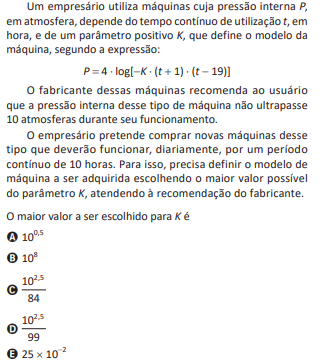 Um empresário utiliza máquinas cuja pressão interna P,
em atmosfera, depende do tempo contínuo de utilização t, em
hora, e de um parâmetro positivo K, que define o modelo da
máquina, segundo a expressão:
P = 4 · log[−K · (t + 1) · (t − 19)]
O fabricante dessas máquinas recomenda ao usuário
que a pressão interna desse tipo de máquina não ultrapasse
10 atmosferas durante seu funcionamento.
O empresário pretende comprar novas máquinas desse
tipo que deverão funcionar, diariamente, por um período
contínuo de 10 horas. Para isso, precisa definir o modelo de
máquina a ser adquirida escolhendo o maior valor possível
do parâmetro K, atendendo à recomendação do fabricante.
O maior valor a ser escolhido para K é
A 10^0,5
B 10^8
C 10^2,5 / 84
D 10^2,5 / 99
E 25 × 10^−2